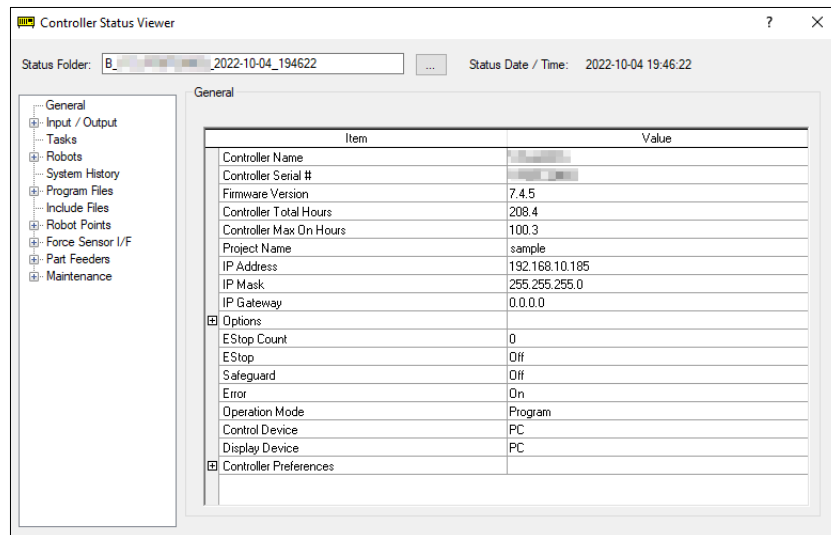 Controller Status Viewer ? 
Status Folder: B_ _2022-10-04_194622 ... Status Date / Time: 2022-10-04 19:46:22
General
Input / Output
Tasks
Robots
System History
Program Files
Include Files
Robot Points
Force Sensor I/F
Part Feeders
Maintenance
General
Item Value
Controller Name
Controller Serial #
Firmware Version 7.4.5
Controller Total Hours 208.4
Controller Max On Hours 100.3
Project Name sample
IP Address 192.168.10.185
IP Mask 255.255.255.0
IP Gateway 0.0.0.0
Options
EStop Count 0
EStop Off
Safeguard Off
Error On
Operation Mode Program
Control Device PC
Display Device PC
Controller Preferences